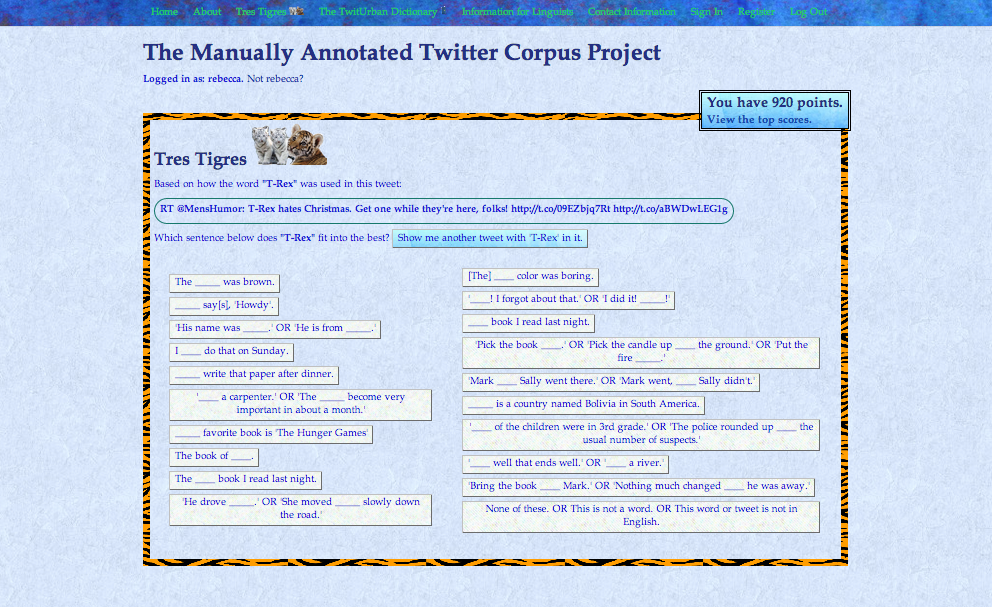 Home About Tres Tigres The TwitUrban Dictionary Information for Linguists Contact Information Sign In Register Log Out
The Manually Annotated Twitter Corpus Project
Logged in as: rebecca. Not rebecca?
You have 920 points.
View the top scores.
Tres Tigres
Based on how the word "T-Rex" was used in this tweet:
RT @MensHumor: T-Rex hates Christmas. Get one while they're here, folks! http://t.co/09EZbjq7Rt http://t.co/aBWDwLEG1g
Which sentence below does "T-Rex" fit into the best? Show me another tweet with 'T-Rex' in it.
The _____ was brown.
_____ say[s], 'Howdy'.
'His name was _____.' OR 'He is from _____.'
I ____ do that on Sunday.
_____ write that paper after dinner.
'____ a carpenter.' OR 'The _____ become very
important in about a month.'
_____ favorite book is 'The Hunger Games'
The book of ____.
The ____ book I read last night.
'He drove _____.' OR 'She moved _____ slowly down
the road.'
[The] ____ color was boring.
'____! I forgot about that.' OR 'I did it! _____!'
____ book I read last night.
'Pick the book ____.' OR 'Pick the candle up ____ the ground.' OR 'Put the
fire _____.'
'Mark ____ Sally went there.' OR 'Mark went, ____ Sally didn't.'
_____ is a country named Bolivia in South America.
'____ of the children were in 3rd grade.' OR 'The police rounded up ____ the
usual number of suspects.'
'____ well that ends well.' OR '____ a river.'
'Bring the book ____ Mark.' OR 'Nothing much changed ____ he was away.'
None of these. OR This is not a word. OR This word or tweet is not in
English.